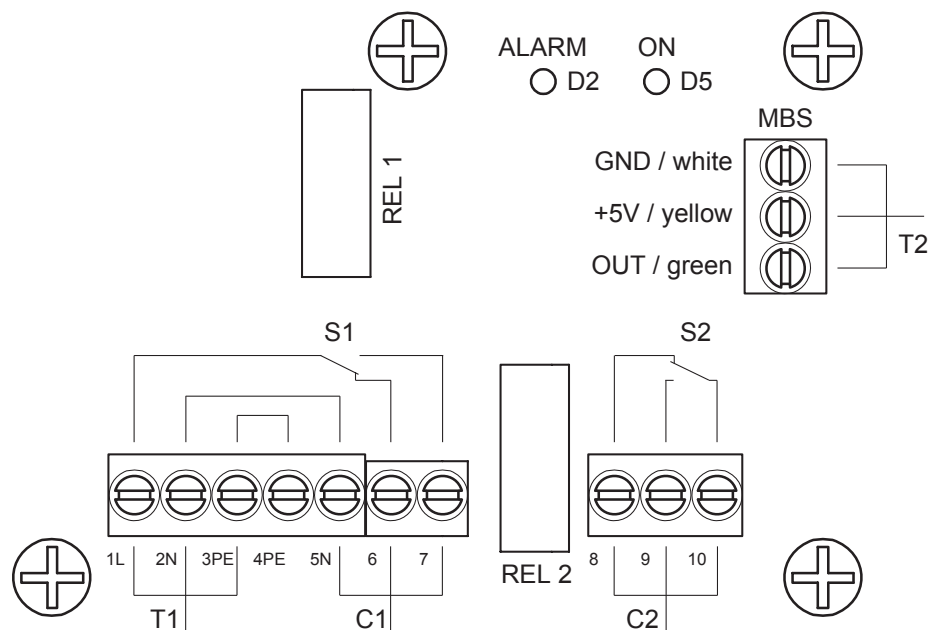 ALARM ON
D2 D5
MBS
GND / white
REL 1
+5V / yellow
T2
OUT / green
S1 S2
1L 2N 3PE 4PE 5N 6 7 8 9 10
REL 2
T1 C1 C2